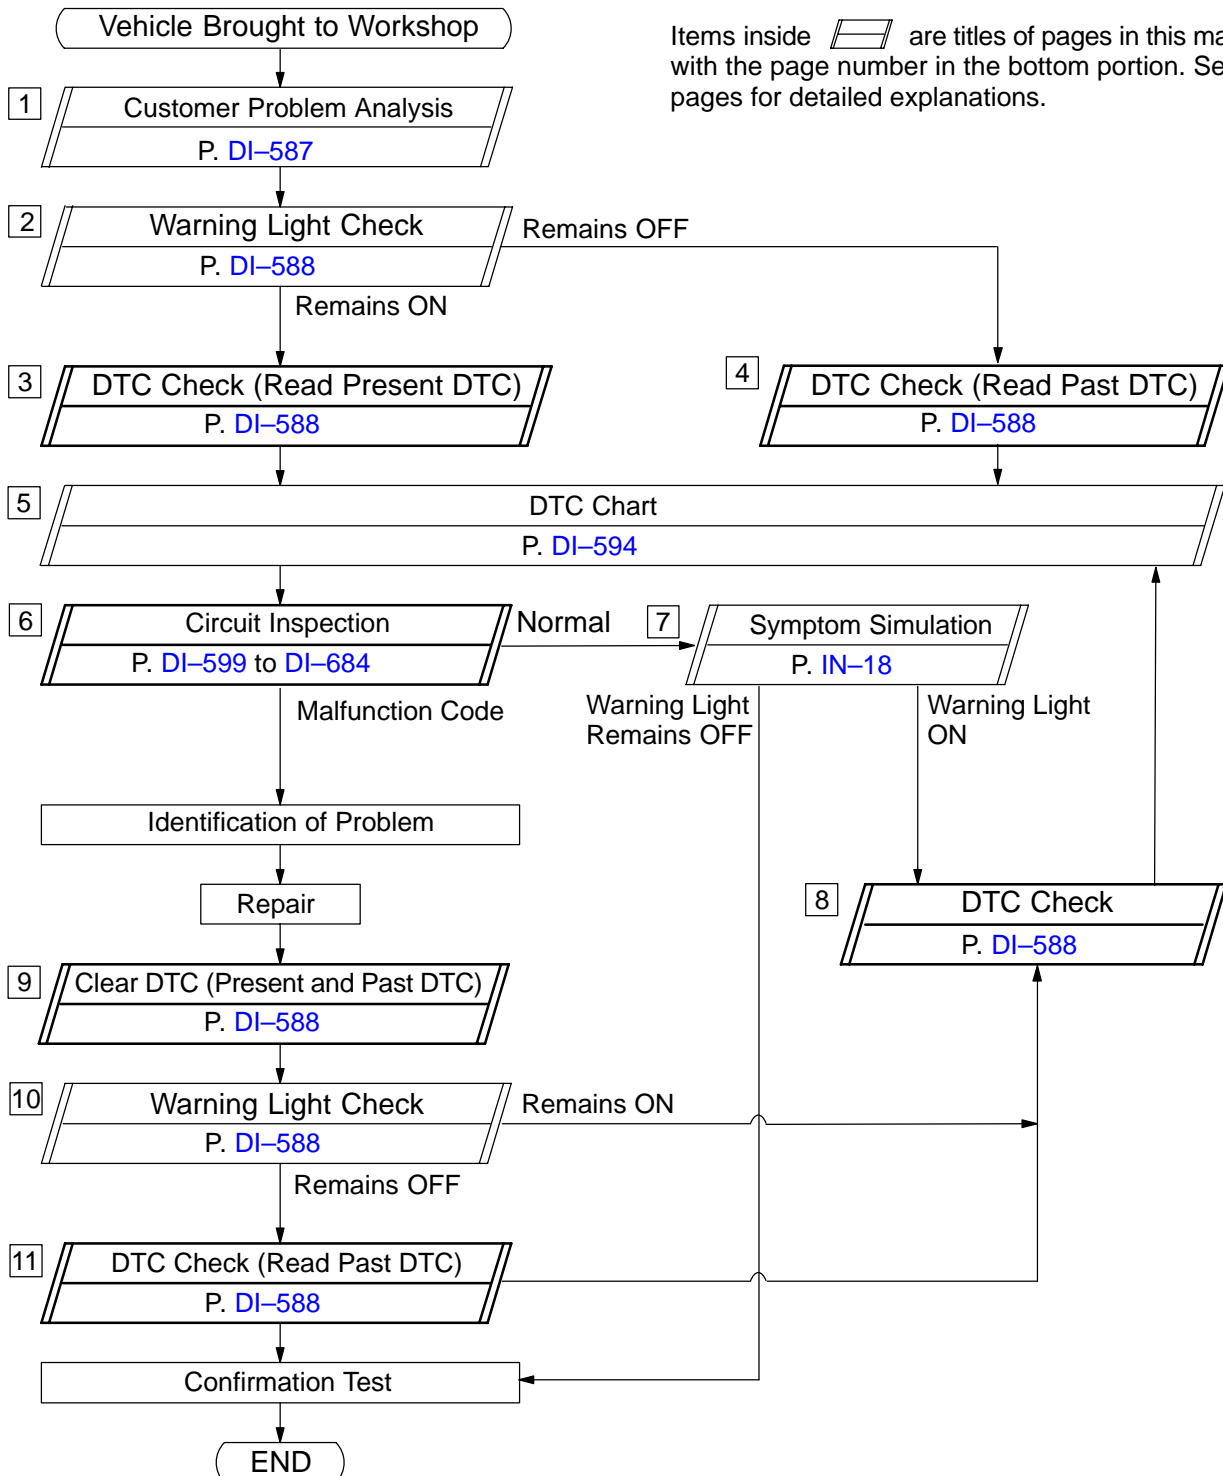 Vehicle Brought to Workshop
Items inside are titles of pages in this
with the page number in the bottom portion.
pages for detailed explanations.
1
Customer Problem Analysis
P. DI–587
2
Warning Light Check
P. DI–588
Remains OFF
Remains ON
3
DTC Check (Read Present DTC)
P. DI–588
4
DTC Check (Read Past DTC)
P. DI–588
5
DTC Chart
P. DI–594
6
Circuit Inspection
P. DI–599 to DI–684
Normal
7
Symptom Simulation
P. IN–18
Malfunction Code
Warning Light
Remains OFF
Warning Light
ON
Identification of Problem
Repair
8
DTC Check
P. DI–588
9
Clear DTC (Present and Past DTC)
P. DI–588
10
Warning Light Check
P. DI–588
Remains ON
Remains OFF
11
DTC Check (Read Past DTC)
P. DI–588
Confirmation Test
END